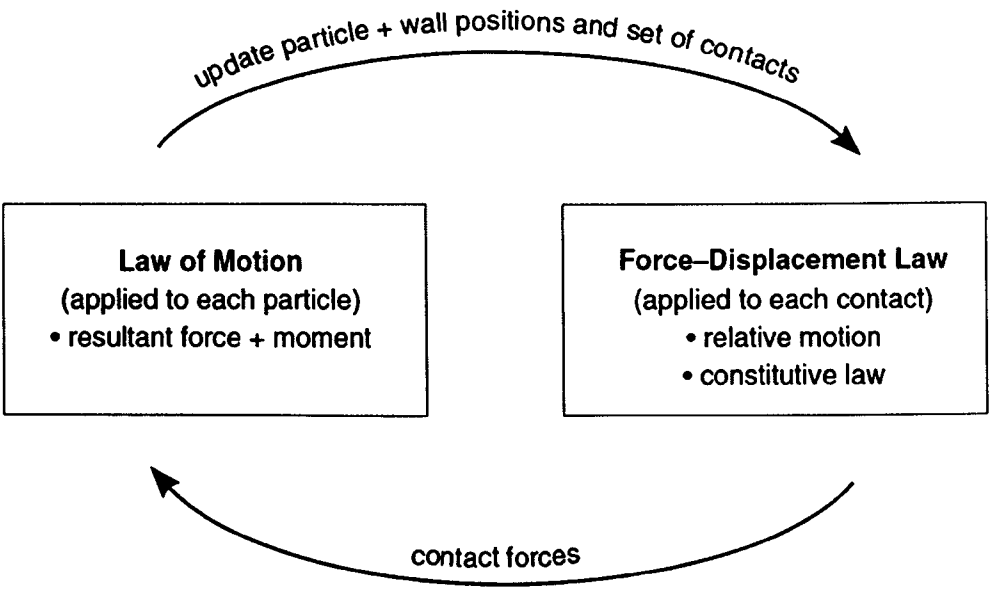 update particle + wall positions and set of contacts
Law of Motion
(applied to each particle)
• resultant force + moment
Force–Displacement Law
(applied to each contact)
• relative motion
• constitutive law
contact forces